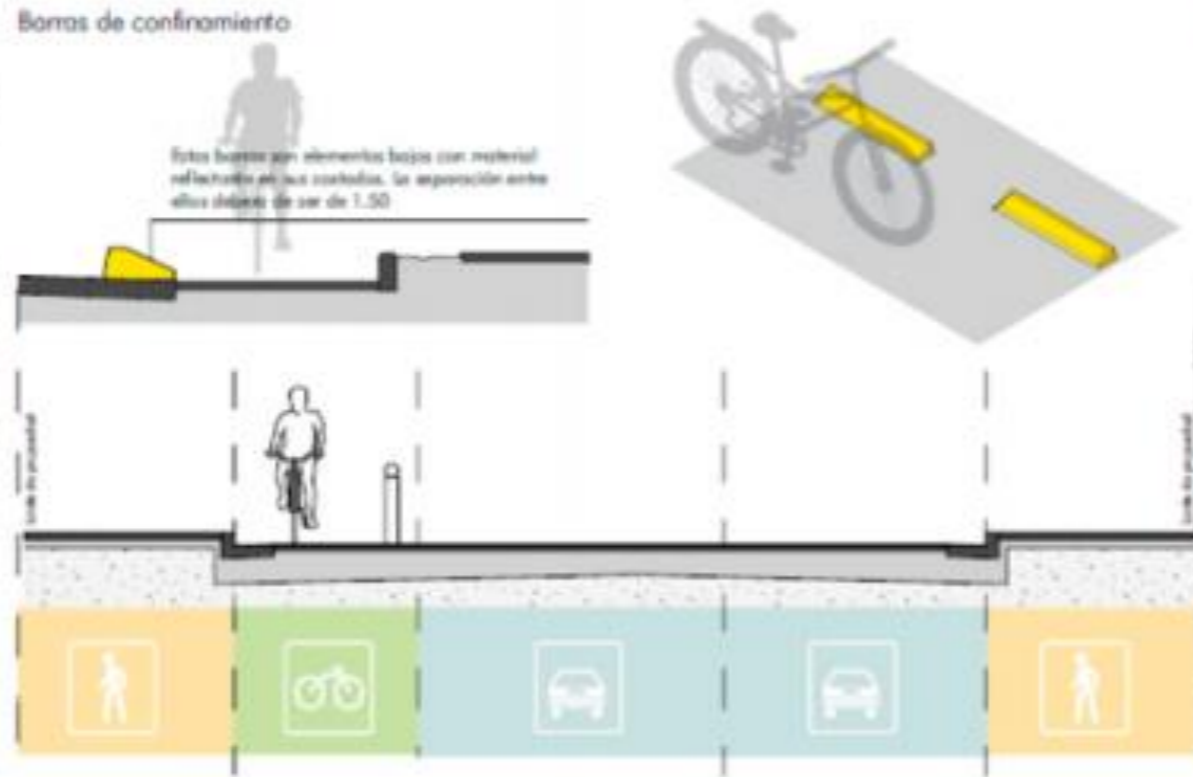 Barras de confinamiento
Estas barras son elementos bajos con material
reflectante en sus costados. La separación entre
ellos deberá de ser de 1.50